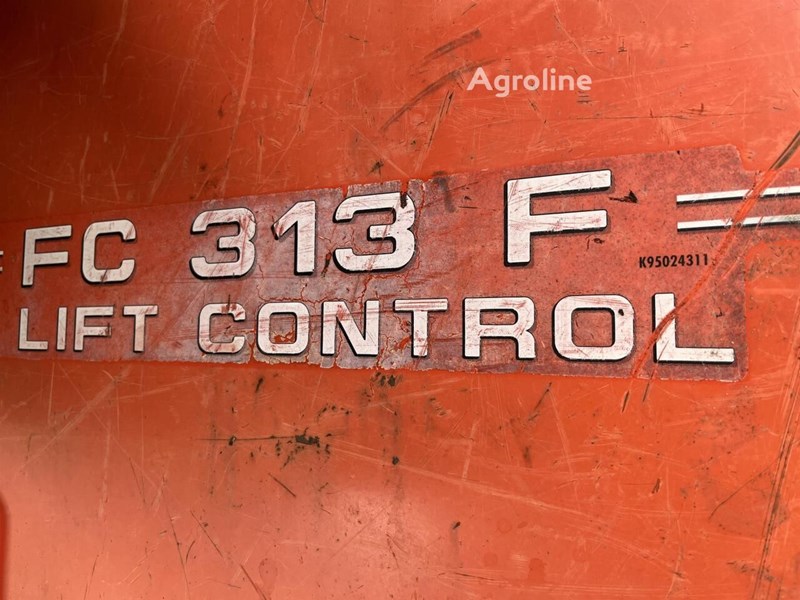 Agroline
FC 313 F
K95024311
LIFT CONTROL